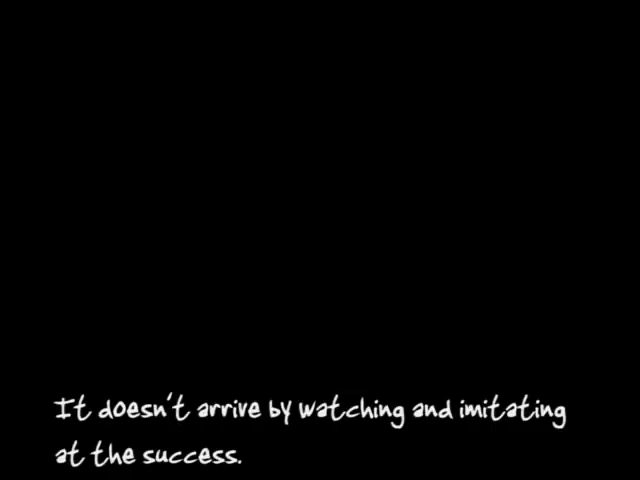 It doesn't arrive by watching and imitating
at the success.